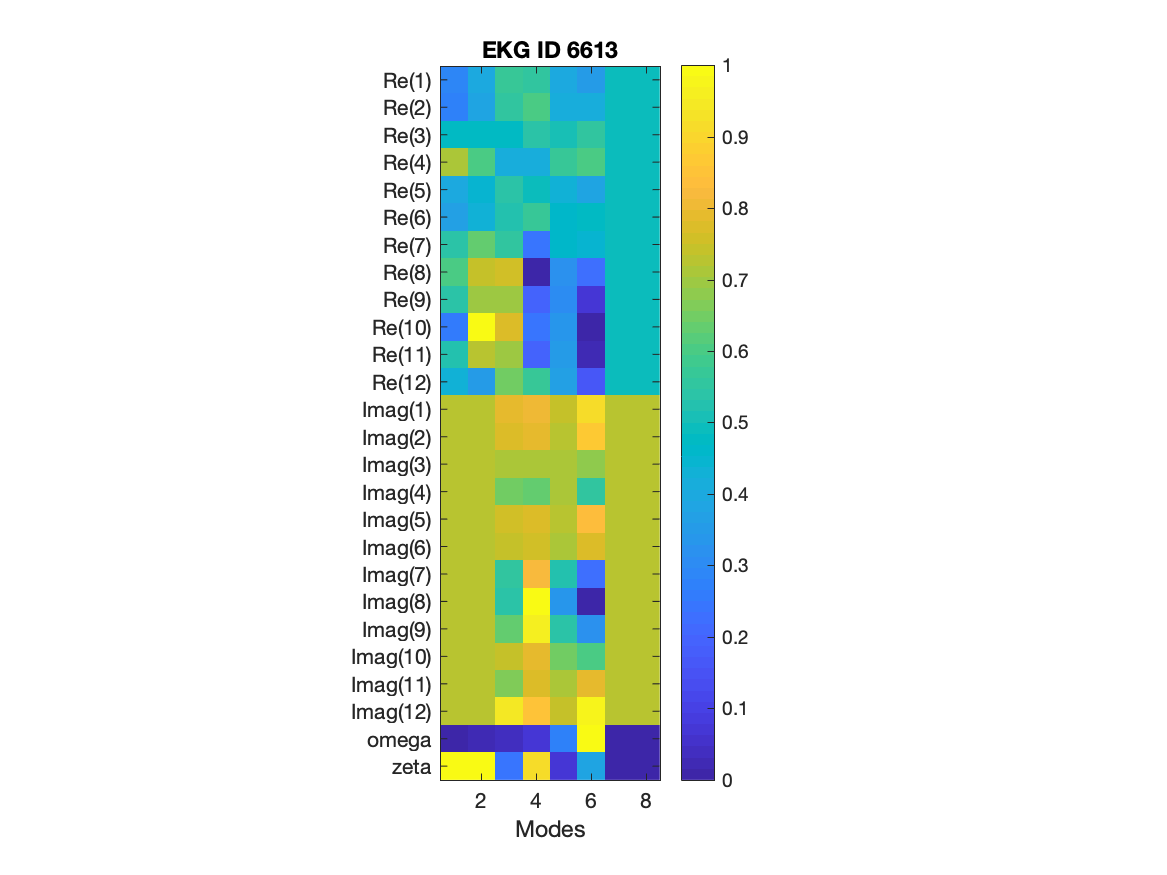 EKG ID 6613
Re(1)
Re(2)
Re(3)
Re(4)
Re(5)
Re(6)
Re(7)
Re(8)
Re(9)
Re(10)
Re(11)
Re(12)
Imag(1)
Imag(2)
Imag(3)
Imag(4)
Imag(5)
Imag(6)
Imag(7)
Imag(8)
Imag(9)
Imag(10)
Imag(11)
Imag(12)
omega
zeta
2 4 6 8
Modes
1
0.9
0.8
0.7
0.6
0.5
0.4
0.3
0.2
0.1
0